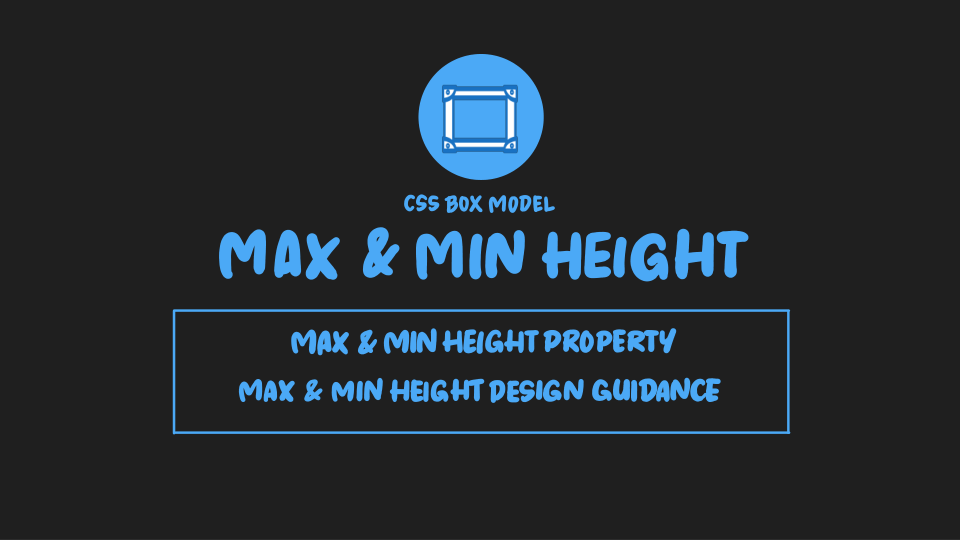 CSS BOX MODEL
MAX & MIN HEIGHT
MAX & MIN HEIGHT PROPERTY
MAX & MIN HEIGHT DESIGN GUIDANCE